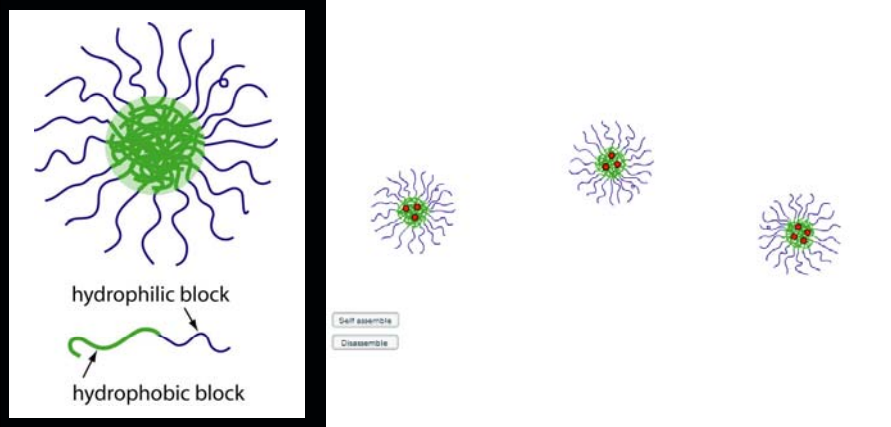 hydrophilic block
hydrophobic block
Self assemble
Disassemble